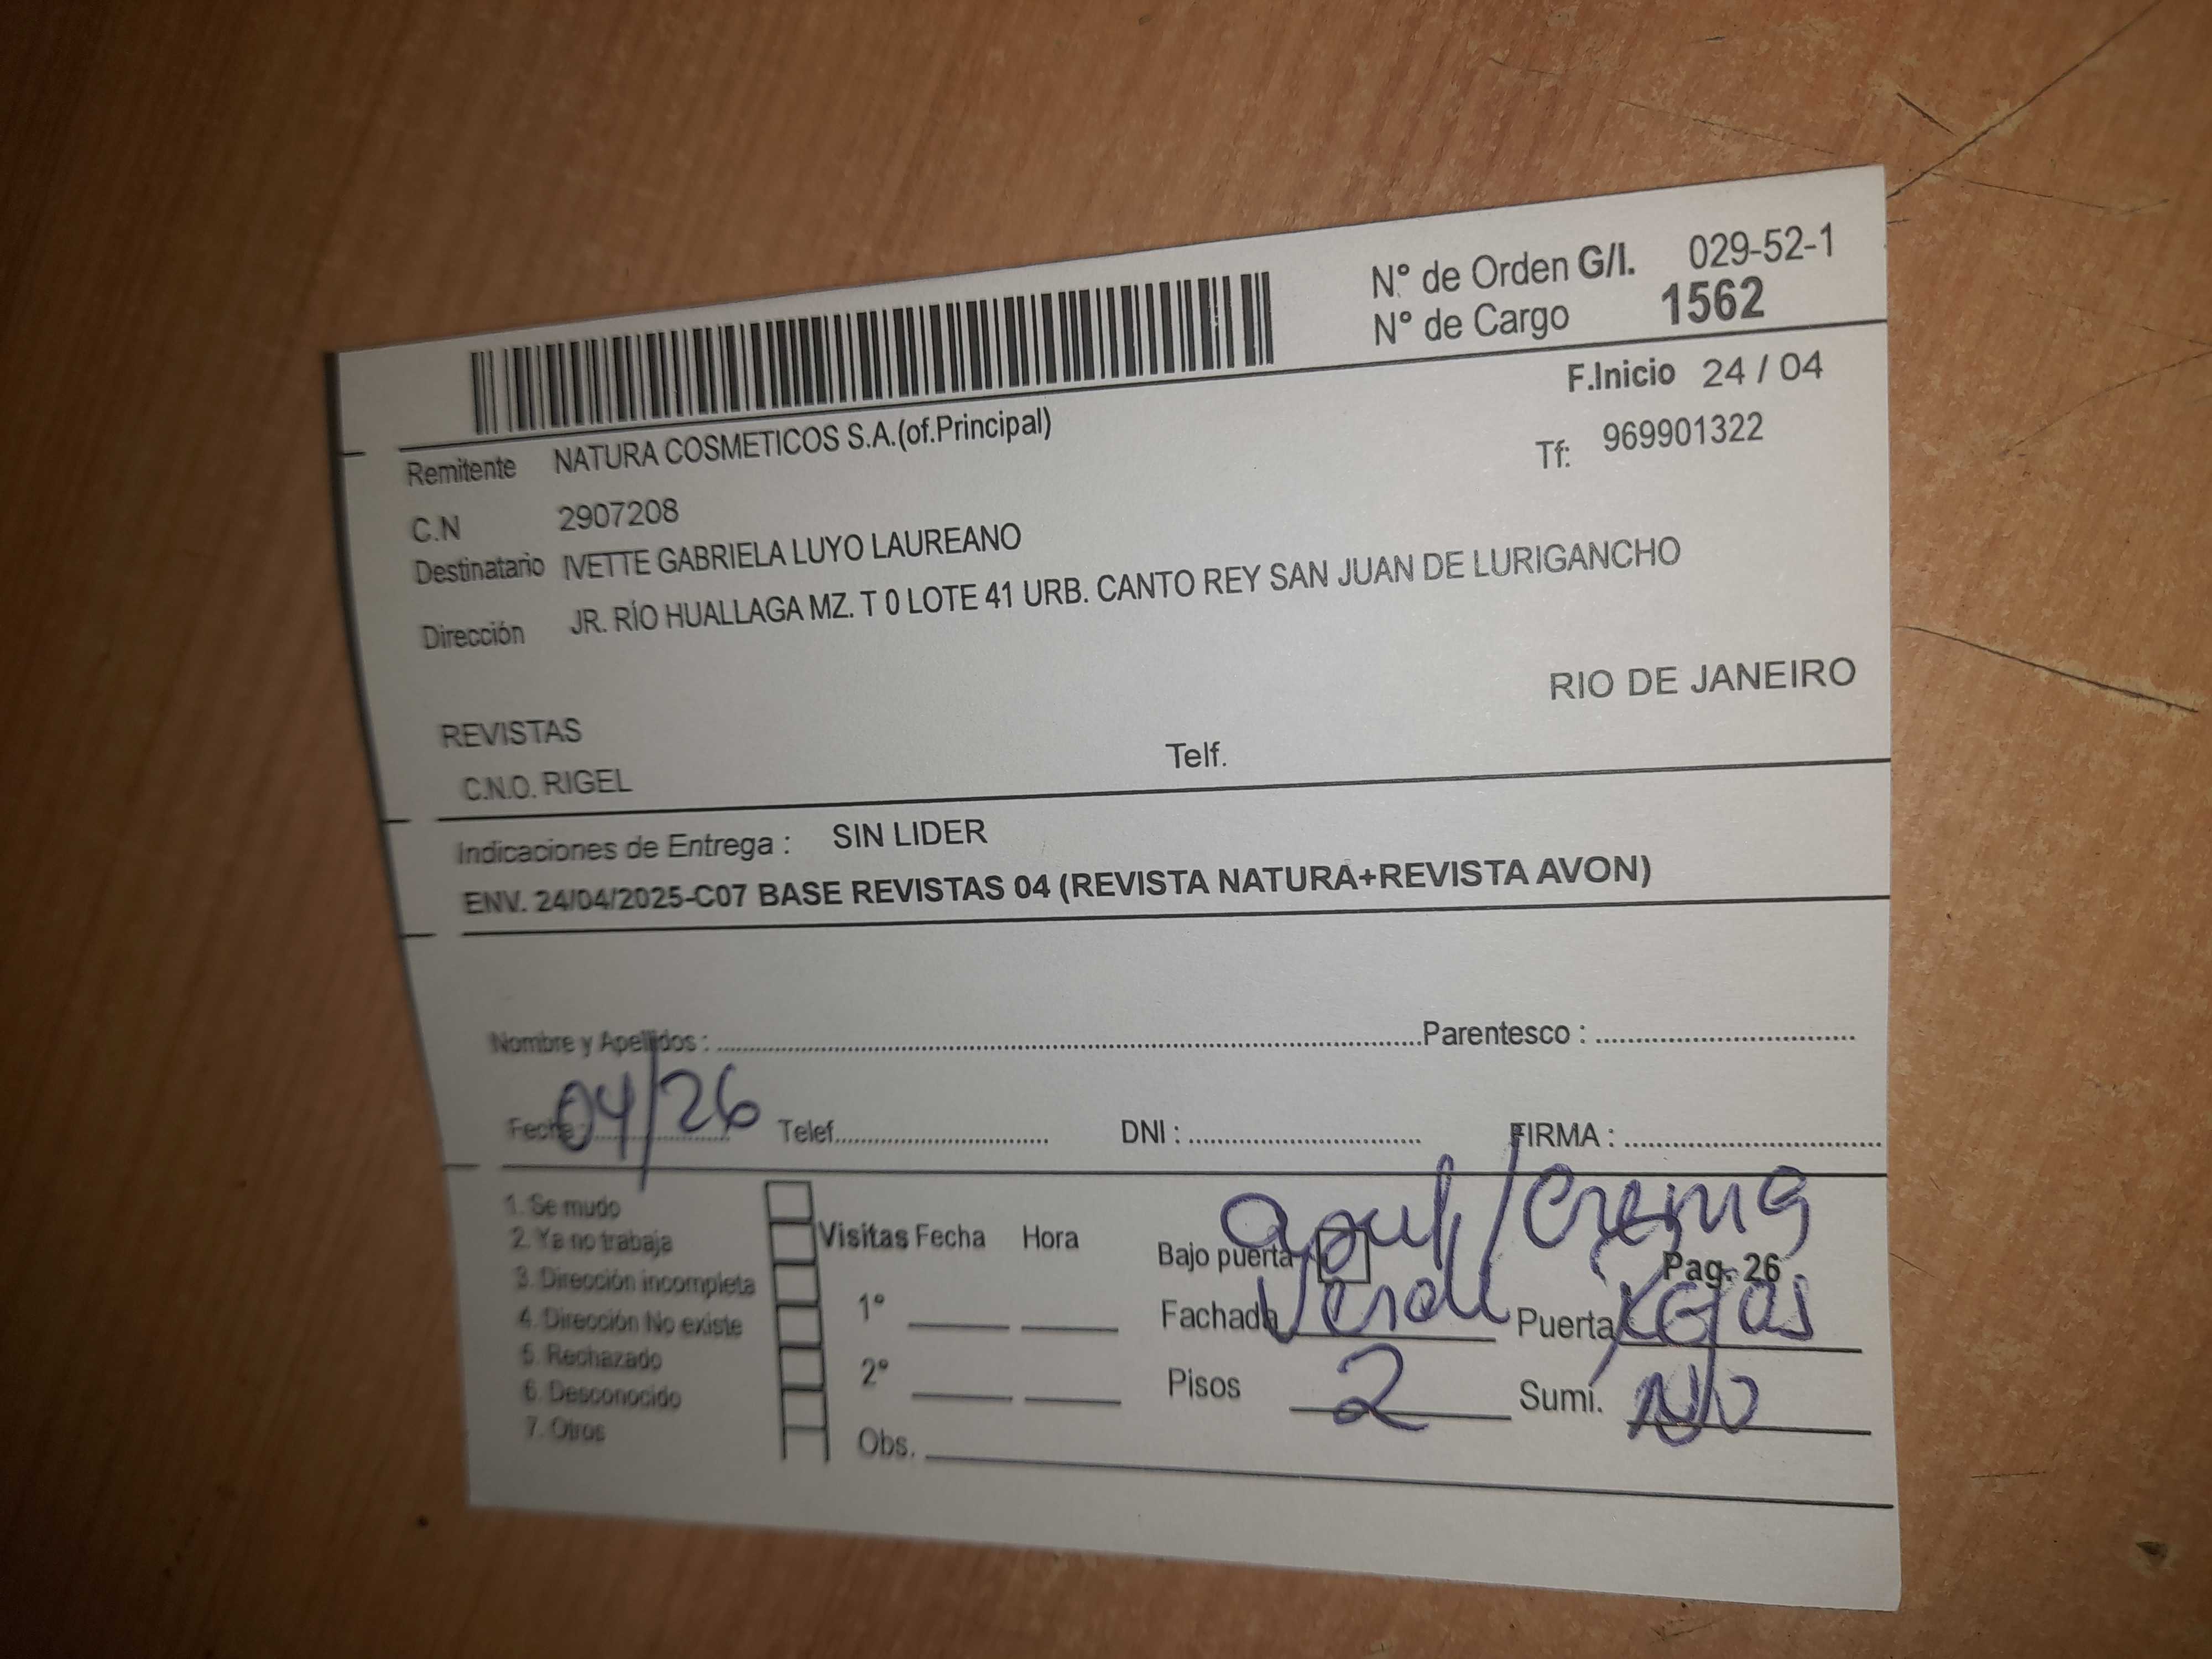 N° de Orden G/I. 029-52-1
N° de Cargo 1562
F.Inicio 24 / 04
Remitente NATURA COSMETICOS S.A.(of.Principal)
Tf: 969901322
C.N 2907208
Destinatario IVETTE GABRIELA LUYO LAUREANO
Dirección JR. RÍO HUALLAGA MZ. T 0 LOTE 41 URB. CANTO REY SAN JUAN DE LURIGANCHO
RIO DE JANEIRO
REVISTAS
C.N.O. RIGEL Telf.
Indicaciones de Entrega : SIN LIDER
ENV. 24/04/2025-C07 BASE REVISTAS 04 (REVISTA NATURA+REVISTA AVON)
Nombre y Apellidos : Parentesco :
Fecha : 04/26 Telef. DNI : FIRMA :
1. Se mudo
2. Ya no trabaja
3. Dirección incompleta
4. Dirección No existe
5. Rechazado
6. Desconocido
7. Otros
Visitas Fecha Hora
1°
2°
Obs.
azul/Crema
Bajo puerta Pag. 26
Fachada Verde Puerta Rejas
Pisos 2 Sumi. No